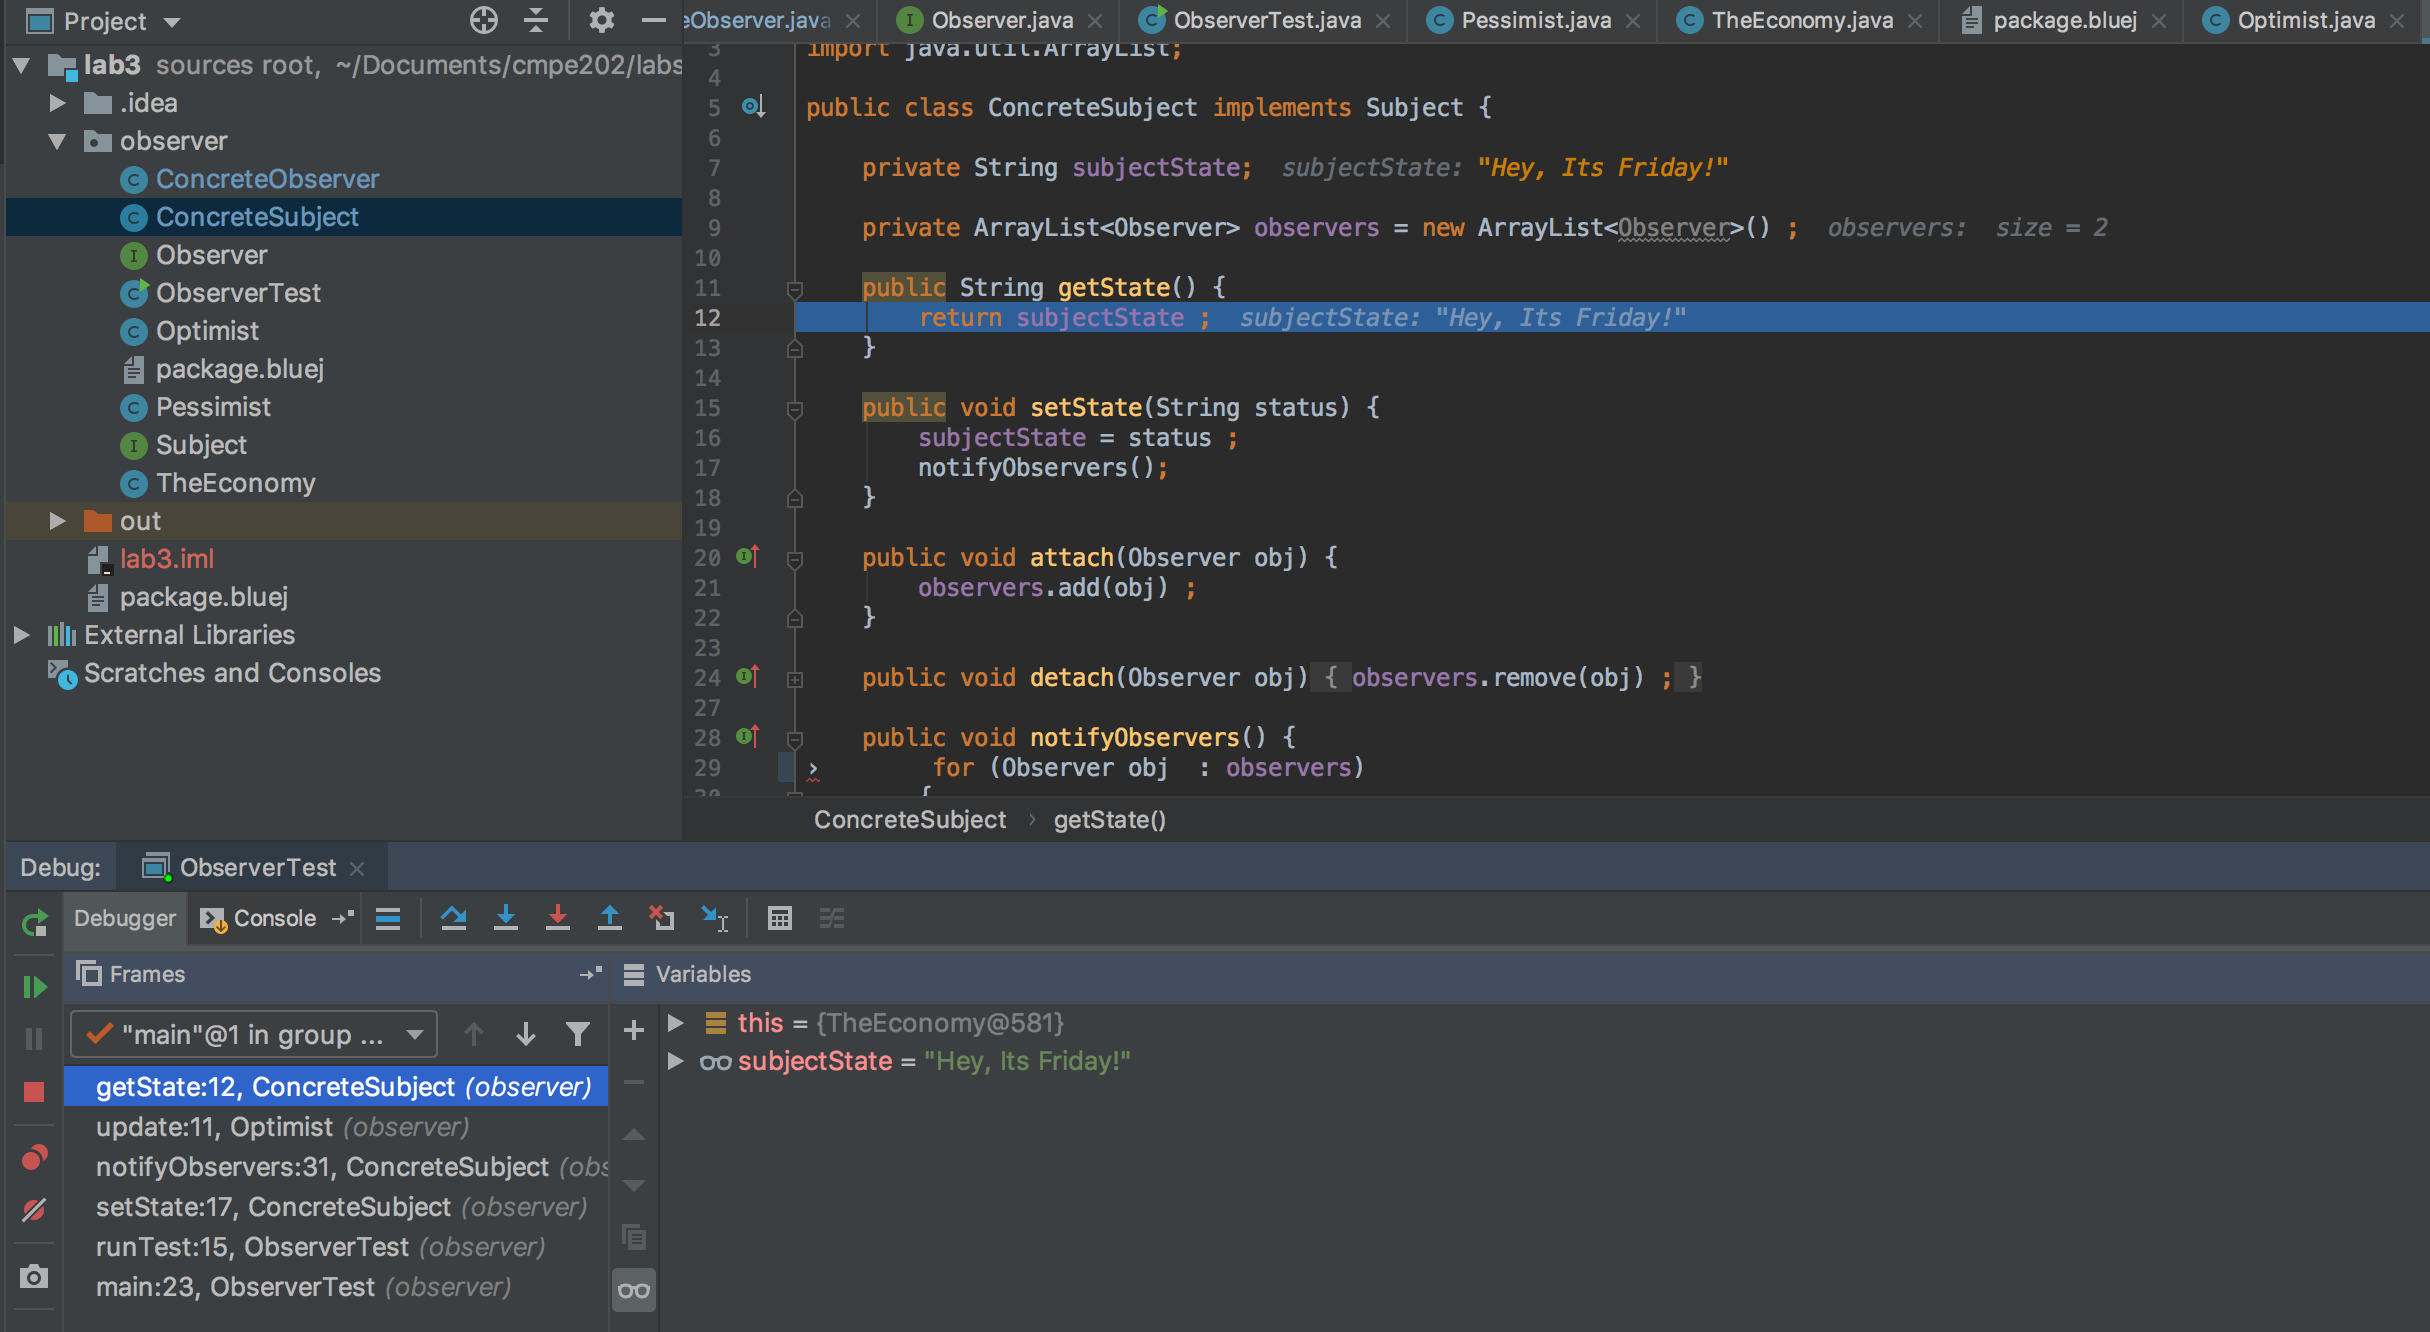 Project
lab3 sources root, ~/Documents/cmpe202/labs
.idea
observer
ConcreteObserver
ConcreteSubject
Observer
ObserverTest
Optimist
package.bluej
Pessimist
Subject
TheEconomy
out
lab3.iml
package.bluej
External Libraries
Scratches and Consoles
eObserver.java
Observer.java
ObserverTest.java
Pessimist.java
TheEconomy.java
package.bluej
Optimist.java
3 import java.util.ArrayList;
4
5 public class ConcreteSubject implements Subject {
6
7 private String subjectState; subjectState: "Hey, Its Friday!"
8
9 private ArrayList<Observer> observers = new ArrayList<Observer>() ; observers: size = 2
10
11 public String getState() {
12 return subjectState ; subjectState: "Hey, Its Friday!"
13 }
14
15 public void setState(String status) {
16 subjectState = status ;
17 notifyObservers();
18 }
19
20 public void attach(Observer obj) {
21 observers.add(obj) ;
22 }
23
24 public void detach(Observer obj) { observers.remove(obj) ; }
27
28 public void notifyObservers() {
29 for (Observer obj : observers)
30 {
ConcreteSubject › getState()
Debug: ObserverTest
Debugger Console
Frames
"main"@1 in group ...
getState:12, ConcreteSubject (observer)
update:11, Optimist (observer)
notifyObservers:31, ConcreteSubject (obs
setState:17, ConcreteSubject (observer)
runTest:15, ObserverTest (observer)
main:23, ObserverTest (observer)
Variables
this = {TheEconomy@581}
subjectState = "Hey, Its Friday!"